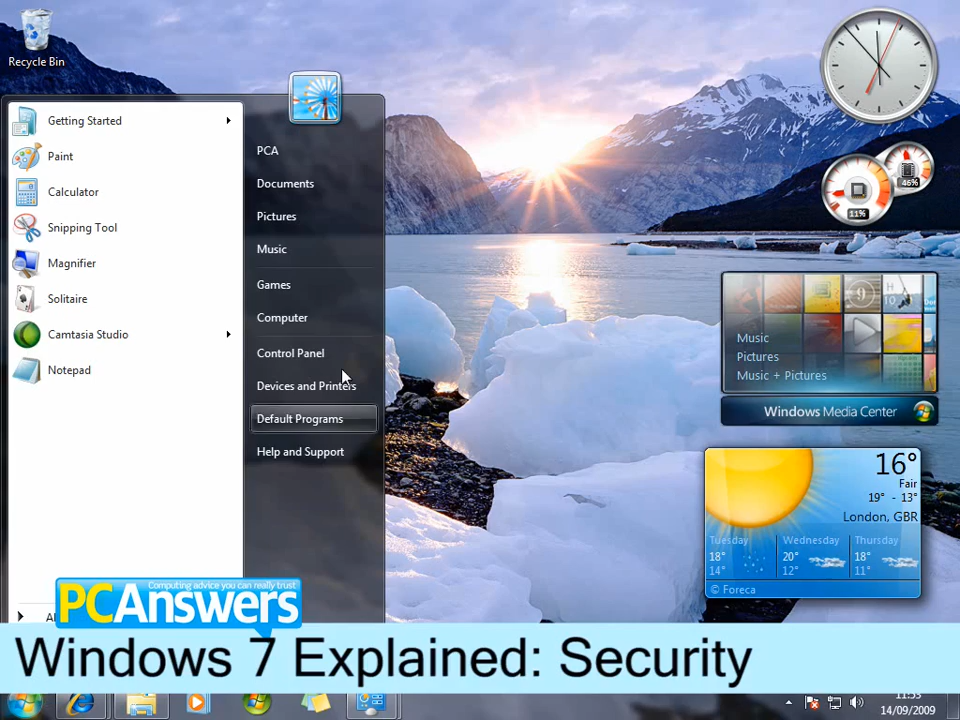 Recycle Bin
Getting Started
Paint
Calculator
Snipping Tool
Magnifier
Solitaire
Camtasia Studio
Notepad
PCA
Documents
Pictures
Music
Games
Computer
Control Panel
Devices and Printers
Default Programs
Help and Support
46%
11%
9
H
10
Music
Pictures
Music + Pictures
Windows Media Center
16°
Fair
19° - 13°
London, GBR
Tuesday
18°
14°
Wednesday
20°
12°
Thursday
18°
11°
© Foreca
Computing advice you can really trust
PCAnswers
Windows 7 Explained: Security
11:53
14/09/2009